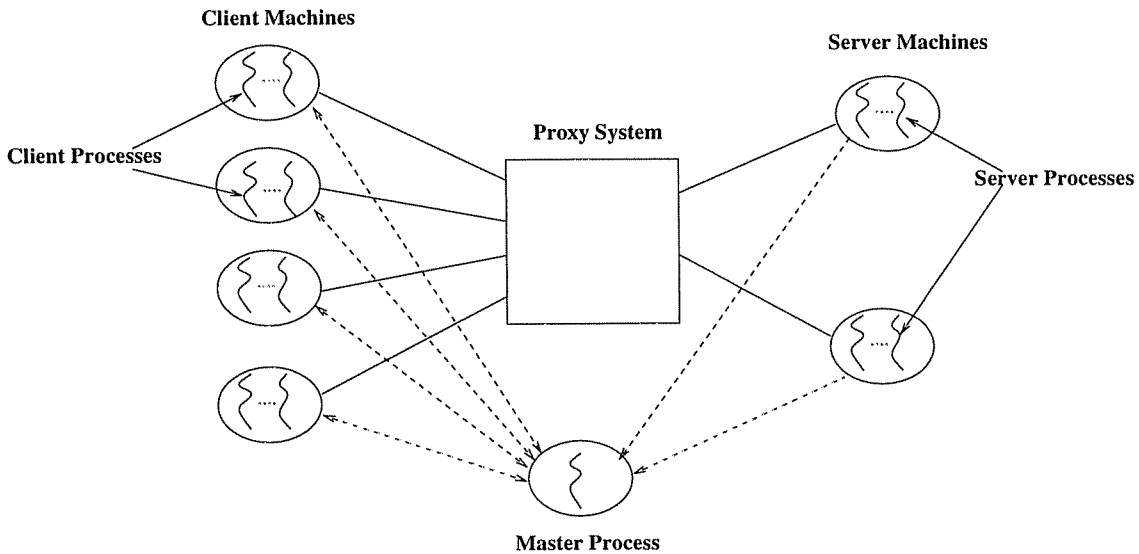 Client Machines
Server Machines
Proxy System
Client Processes
Server Processes
Master Process